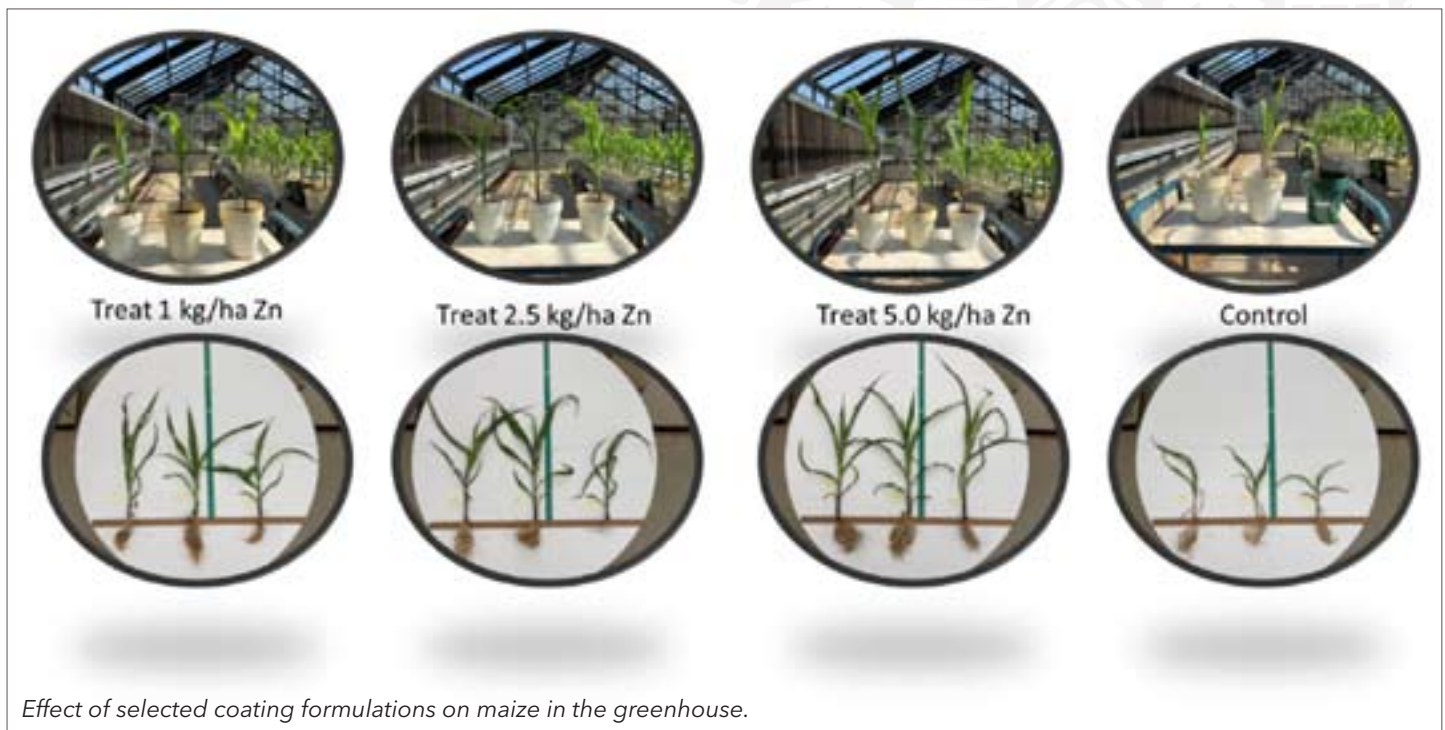 Treat 1 kg/ha Zn
Treat 2.5 kg/ha Zn
Treat 5.0 kg/ha Zn
Control
Effect of selected coating formulations on maize in the greenhouse.